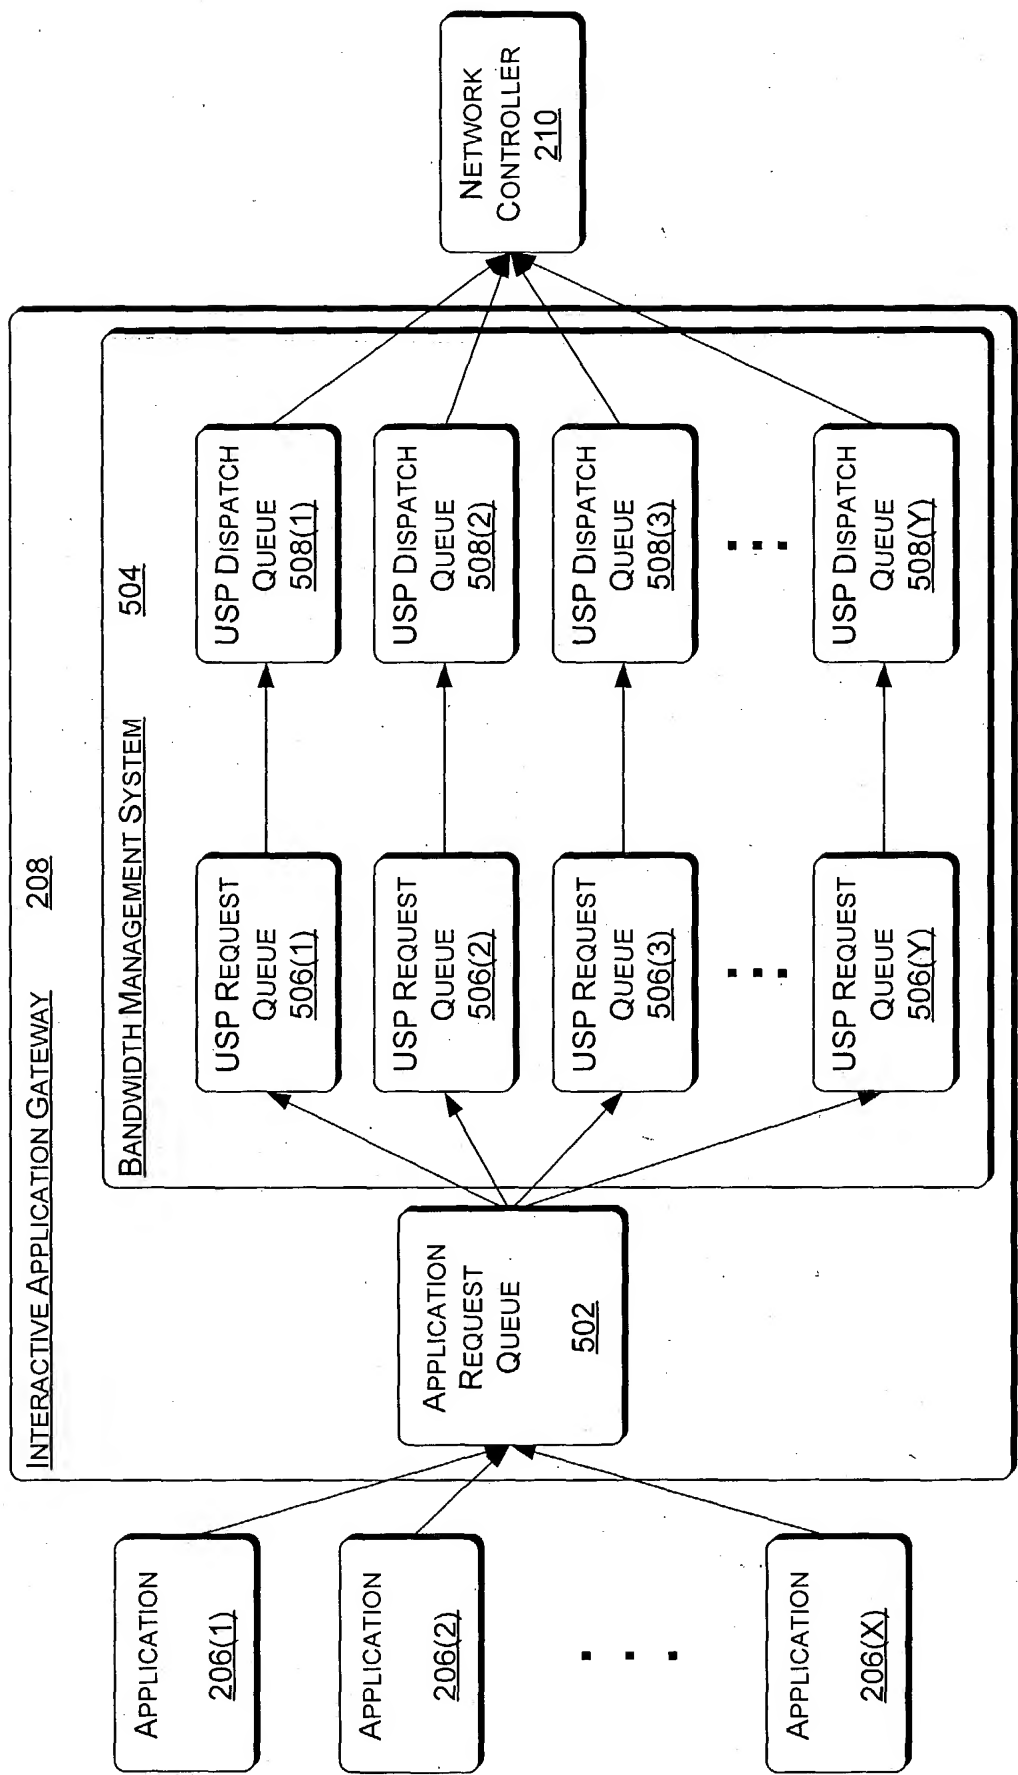 INTERACTIVE APPLICATION GATEWAY 208
BANDWIDTH MANAGEMENT SYSTEM 504
APPLICATION
206(1)
APPLICATION
206(2)
APPLICATION
206(X)
APPLICATION
REQUEST
QUEUE
502
USP REQUEST
QUEUE
506(1)
USP REQUEST
QUEUE
506(2)
USP REQUEST
QUEUE
506(3)
USP REQUEST
QUEUE
506(Y)
USP DISPATCH
QUEUE
508(1)
USP DISPATCH
QUEUE
508(2)
USP DISPATCH
QUEUE
508(3)
USP DISPATCH
QUEUE
508(Y)
NETWORK
CONTROLLER
210